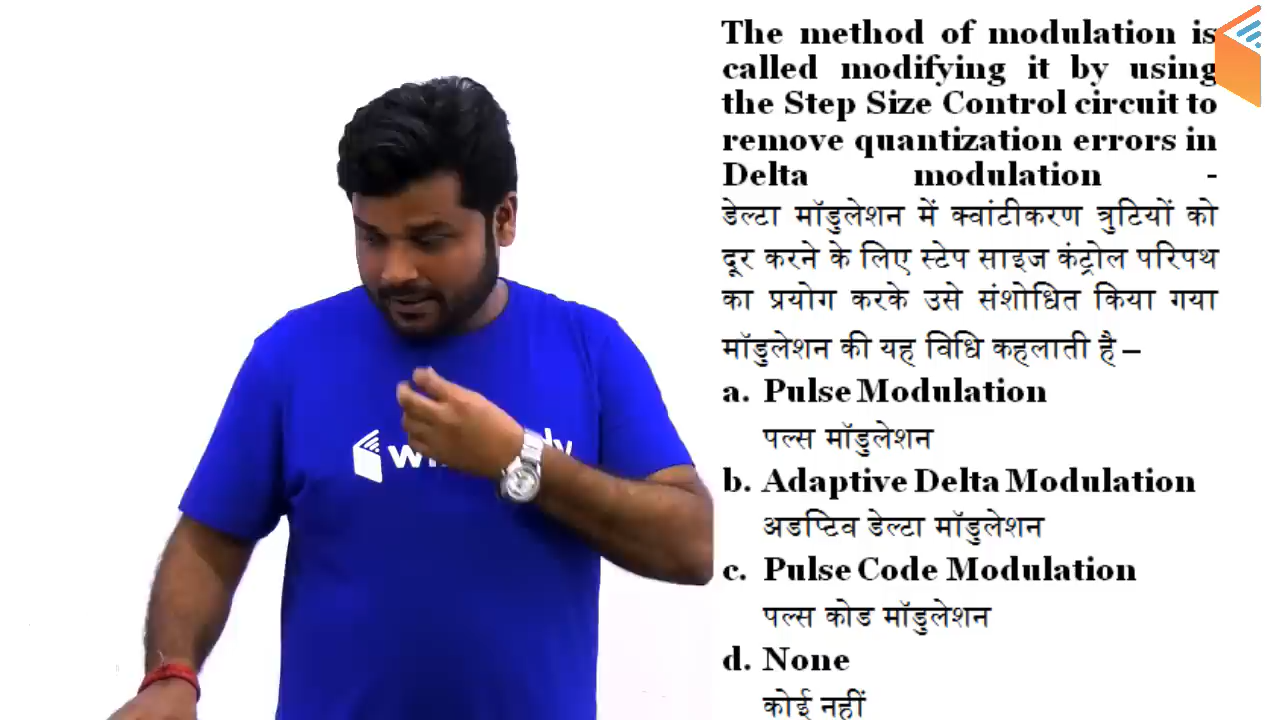 The method of modulation is
called modifying it by using
the Step Size Control circuit to
remove quantization errors in
Delta modulation -
डेल्टा मॉडुलेशन में क्वांटीकरण त्रुटियों को
दूर करने के लिए स्टेप साइज कंट्रोल परिपथ
का प्रयोग करके उसे संशोधित किया गया
मॉडुलेशन की यह विधि कहलाती है –
a. Pulse Modulation
पल्स मॉडुलेशन
b. Adaptive Delta Modulation
अडप्टिव डेल्टा मॉडुलेशन
c. Pulse Code Modulation
पल्स कोड मॉडुलेशन
d. None
कोई नहीं